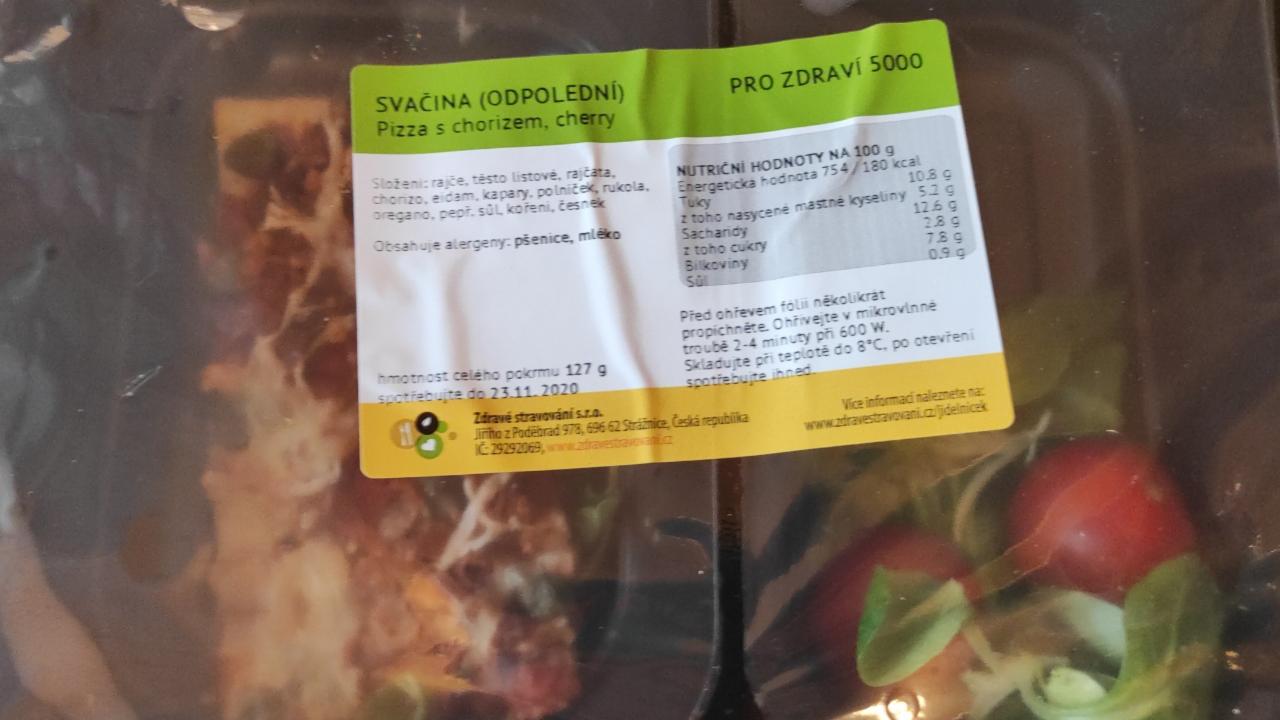 SVAČINA (ODPOLEDNÍ)
Pizza s chorizem, cherry
PRO ZDRAVÍ 5000
Složení: rajče, těsto listové, rajčata,
chorizo, eidam, kapary, polníček, rukola,
oregano, pepř, sůl, koření, česnek
Obsahuje alergeny: pšenice, mléko
hmotnost celého pokrmu 127 g
spotřebujte do 23.11.2020
NUTRIČNÍ HODNOTY NA 100 g
Energetická hodnota 754 / 180 kcal
Tuky 10.8 g
z toho nasycené mastné kyseliny 5.2 g
Sacharidy 12.6 g
z toho cukry 2.8 g
Bílkoviny 7.8 g
Sůl 0.9 g
Před ohřevem fólii několikrát
propíchněte. Ohřívejte v mikrovlnné
troubě 2-4 minuty při 600 W.
Skladujte při teplotě do 8°C, po otevření
spotřebujte ihned.
Zdravé stravování s.r.o.
Jiřího z Poděbrad 978, 696 62 Strážnice, Česká republika
IČ: 29292069, www.zdravestravovani.cz
Více informací naleznete na:
www.zdravestravovani.cz/jidelnicek